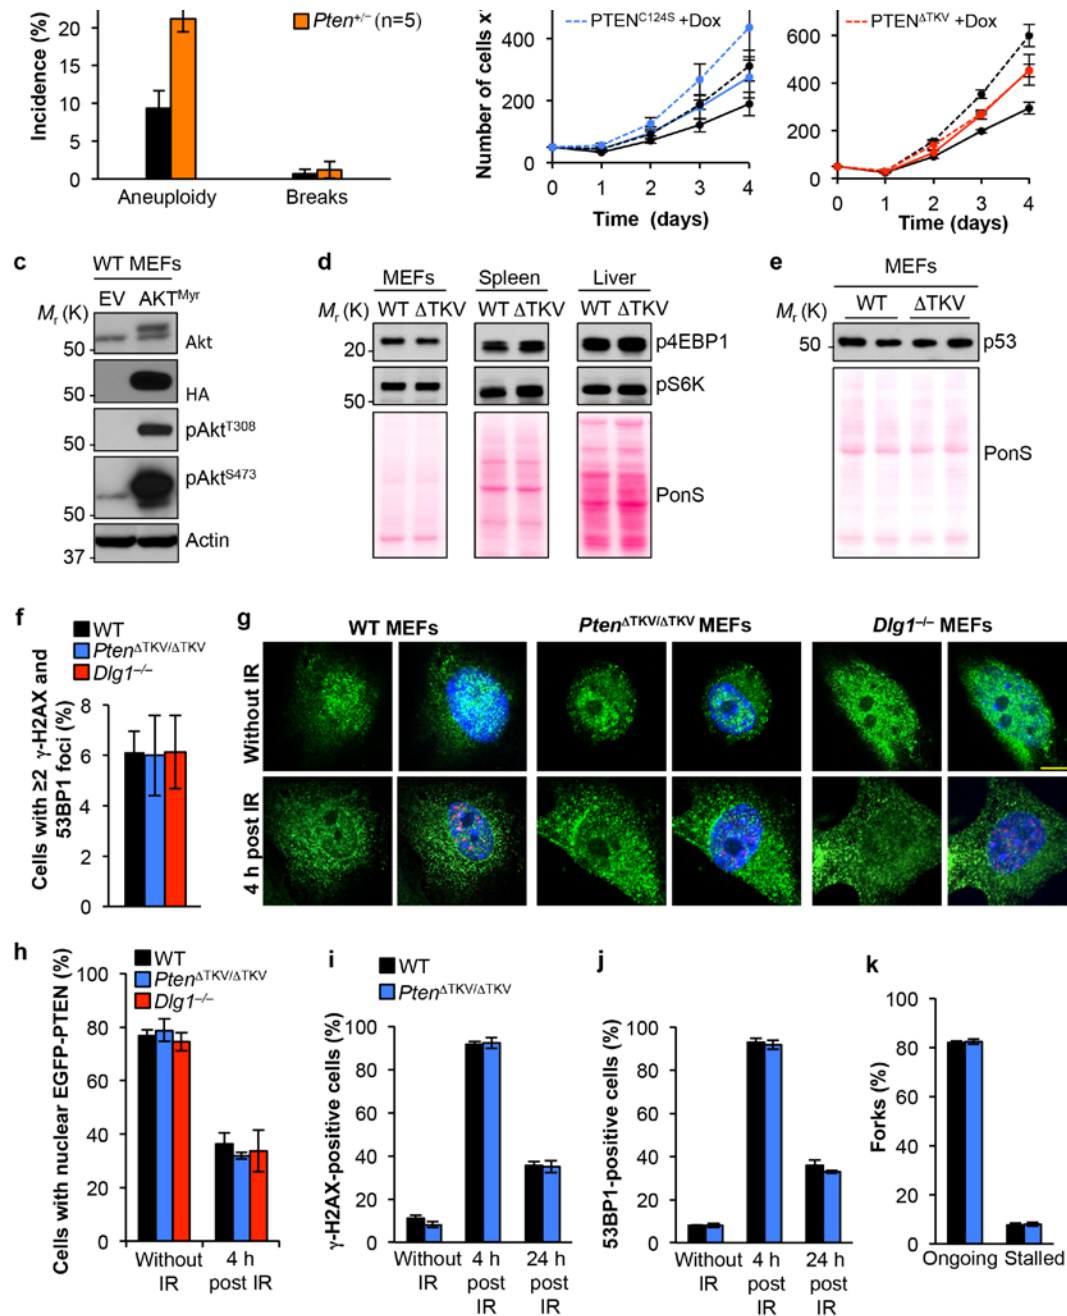 Pten+/− (n=5)
Incidence (%)
20
15
10
5
0
Aneuploidy
Breaks
Number of cells x
400
200
0
PTENC124S +Dox
0 1 2 3 4
Time (days)
600
400
200
0
PTENΔTKV +Dox
0 1 2 3 4
Time (days)
c
WT MEFs
EV AKTMyr
Mr (K)
50
Akt
50
HA
50
pAktT308
50
pAktS473
37
Actin
d
MEFs Spleen Liver
WT ΔTKV WT ΔTKV WT ΔTKV
Mr (K)
20
p4EBP1
50
pS6K
PonS
e
MEFs
WT ΔTKV
Mr (K)
50
p53
PonS
f
WT
PtenΔTKV/ΔTKV
Dlg1−/−
Cells with ≥2 γ-H2AX and
53BP1 foci (%)
8
6
4
2
0
g
WT MEFs
PtenΔTKV/ΔTKV MEFs
Dlg1−/− MEFs
Without IR
4 h post IR
h
WT
PtenΔTKV/ΔTKV
Dlg1−/−
Cells with nuclear EGFP-PTEN (%)
100
80
60
40
20
0
Without
IR
4 h
post IR
i
WT
PtenΔTKV/ΔTKV
γ-H2AX-positive cells (%)
100
80
60
40
20
0
Without
IR
4 h
post
IR
24 h
post
IR
j
53BP1-positive cells (%)
100
80
60
40
20
0
Without
IR
4 h
post
IR
24 h
post
IR
k
Forks (%)
100
80
60
40
20
0
Ongoing Stalled